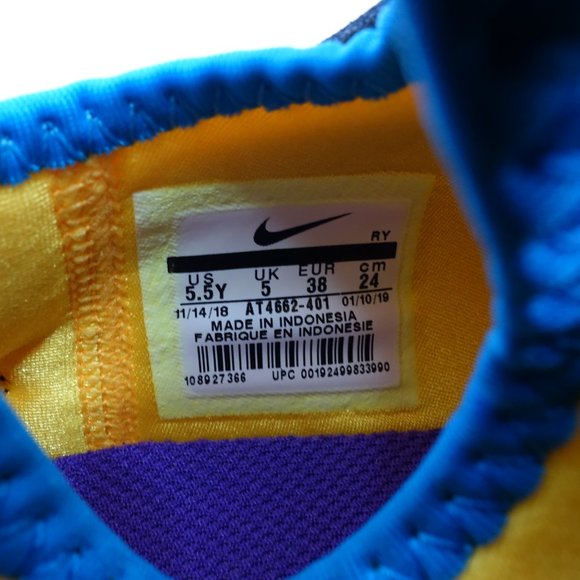 RY
US UK EUR cm
5.5Y 5 38 24
11/14/18 AT4662-401 01/10/19
MADE IN INDONESIA
FABRIQUE EN INDONESIE
108927366 UPC 00192499833990